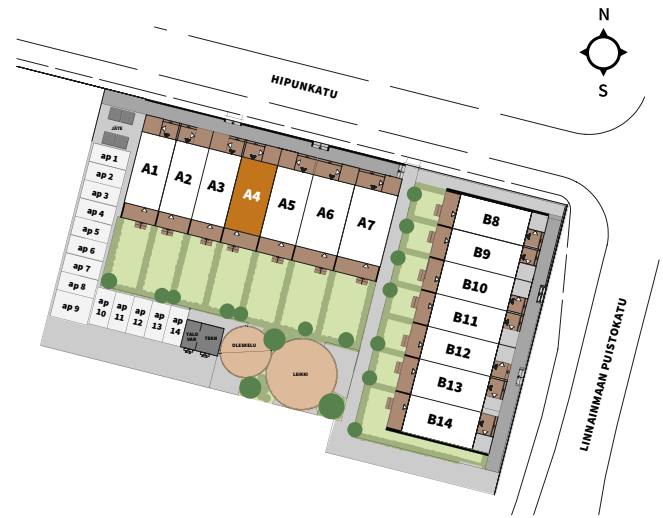 N
S
HIPUNKATU
LINNAINMAAN PUISTOKATU
JÄTE
ap 1
ap 2
ap 3
ap 4
ap 5
ap 6
ap 7
ap 8
ap 9
ap
10
ap
11
ap
12
ap
13
ap
14
A1
A2
A3
A4
A5
A6
A7
B8
B9
B10
B11
B12
B13
B14
TALO
VAR
TEKN
OLESKELU
LEIKKI